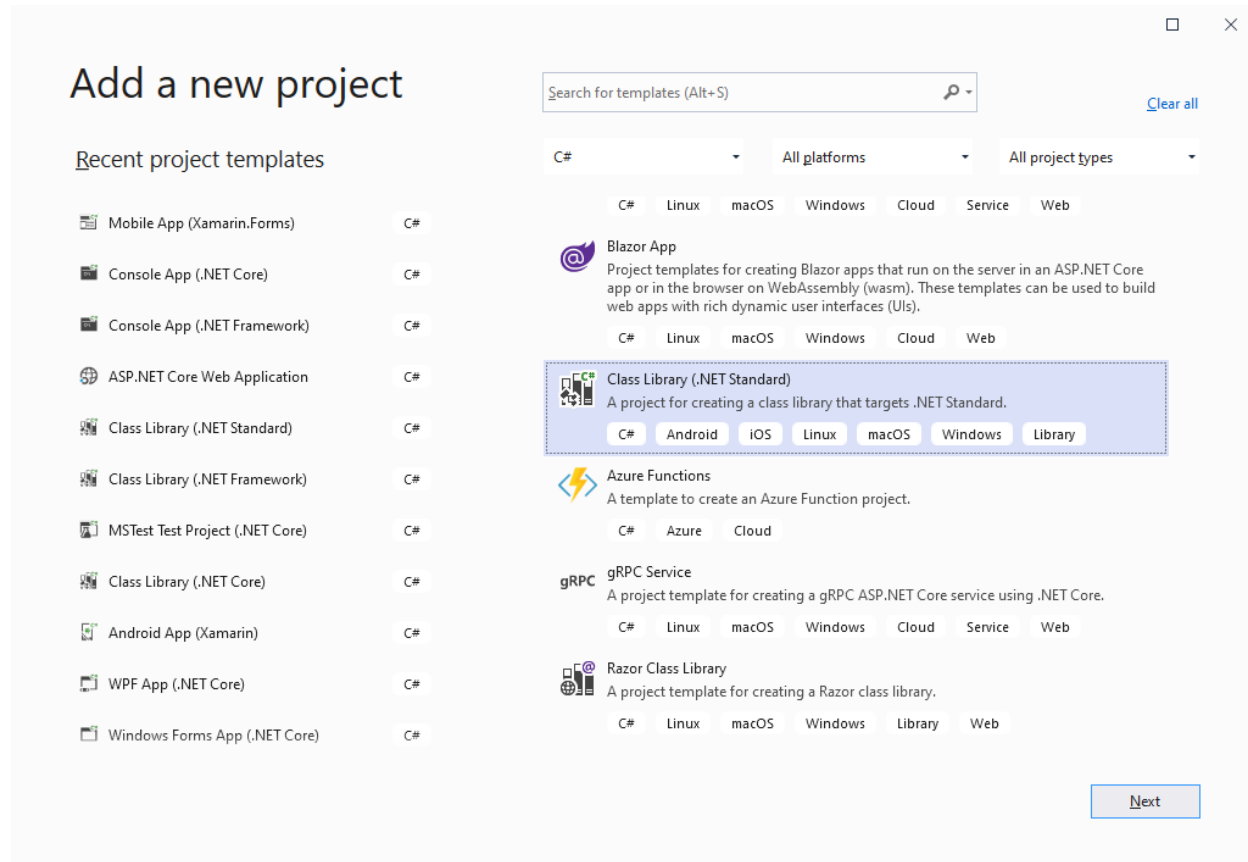 Add a new project
Search for templates (Alt+S)
Clear all
Recent project templates
C#
All platforms
All project types
Mobile App (Xamarin.Forms) C#
Console App (.NET Core) C#
Console App (.NET Framework) C#
ASP.NET Core Web Application C#
Class Library (.NET Standard) C#
Class Library (.NET Framework) C#
MSTest Test Project (.NET Core) C#
Class Library (.NET Core) C#
Android App (Xamarin) C#
WPF App (.NET Core) C#
Windows Forms App (.NET Core) C#
C# Linux macOS Windows Cloud Service Web
@
Blazor App
Project templates for creating Blazor apps that run on the server in an ASP.NET Core
app or in the browser on WebAssembly (wasm). These templates can be used to build
web apps with rich dynamic user interfaces (UIs).
C# Linux macOS Windows Cloud Web
C#
Class Library (.NET Standard)
A project for creating a class library that targets .NET Standard.
C# Android iOS Linux macOS Windows Library
Azure Functions
A template to create an Azure Function project.
C# Azure Cloud
gRPC
gRPC Service
A project template for creating a gRPC ASP.NET Core service using .NET Core.
C# Linux macOS Windows Cloud Service Web
@
Razor Class Library
A project template for creating a Razor class library.
C# Linux macOS Windows Library Web
Next